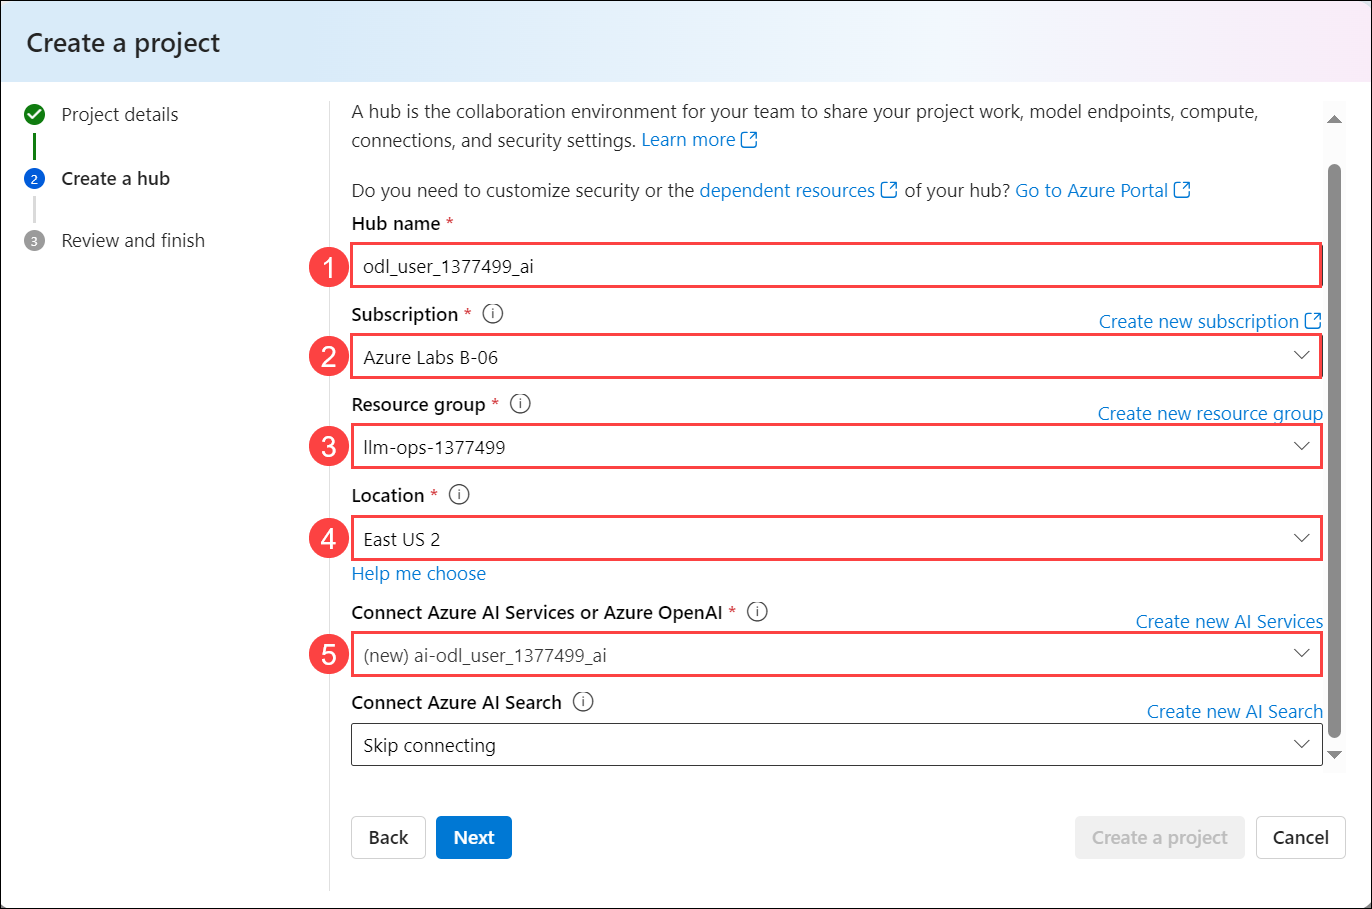 Create a project
Project details
2 Create a hub
3 Review and finish
A hub is the collaboration environment for your team to share your project work, model endpoints, compute,
connections, and security settings. Learn more
Do you need to customize security or the dependent resources of your hub? Go to Azure Portal
Hub name *
1 odl_user_1377499_ai
Subscription *
Create new subscription
2 Azure Labs B-06
Resource group *
Create new resource group
3 llm-ops-1377499
Location *
4 East US 2
Help me choose
Connect Azure AI Services or Azure OpenAI *
Create new AI Services
5 (new) ai-odl_user_1377499_ai
Connect Azure AI Search
Create new AI Search
Skip connecting
Back Next Create a project Cancel